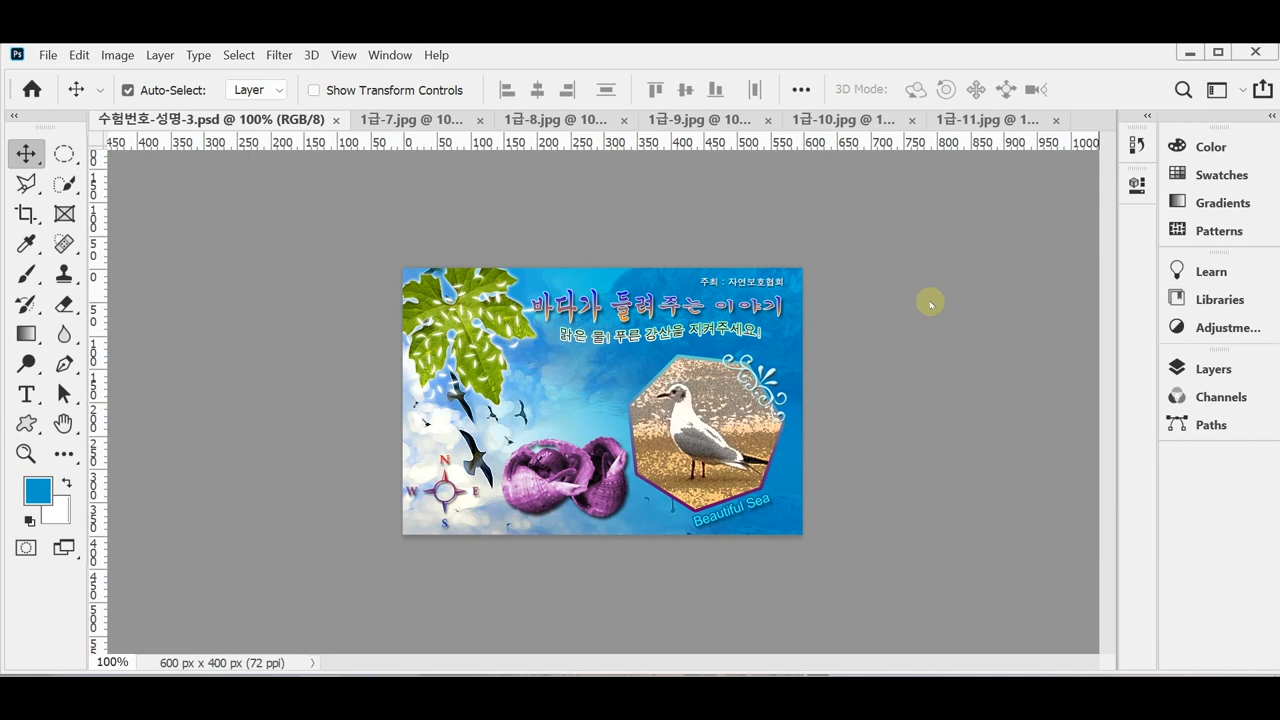 File Edit Image Layer Type Select Filter 3D View Window Help
Auto-Select: Layer Show Transform Controls 3D Mode:
수험번호-성명-3.psd @ 100% (RGB/8) × 1급-7.jpg @ 10... × 1급-8.jpg @ 10... × 1급-9.jpg @ 10... × 1급-10.jpg @ 1... × 1급-11.jpg @ 1... ×
450 400 350 300 250 200 150 100 50 0 50 100 150 200 250 300 350 400 450 500 550 600 650 700 750 800 850 900 950 1000
Color
Swatches
Gradients
Patterns
Learn
Libraries
Adjustme...
Layers
Channels
Paths
주최 : 자연보호협회
바다가 들려주는 이야기
맑은 물! 푸른 강산을 지켜주세요!
N
W E
S
Beautiful Sea
100% 600 px x 400 px (72 ppi)